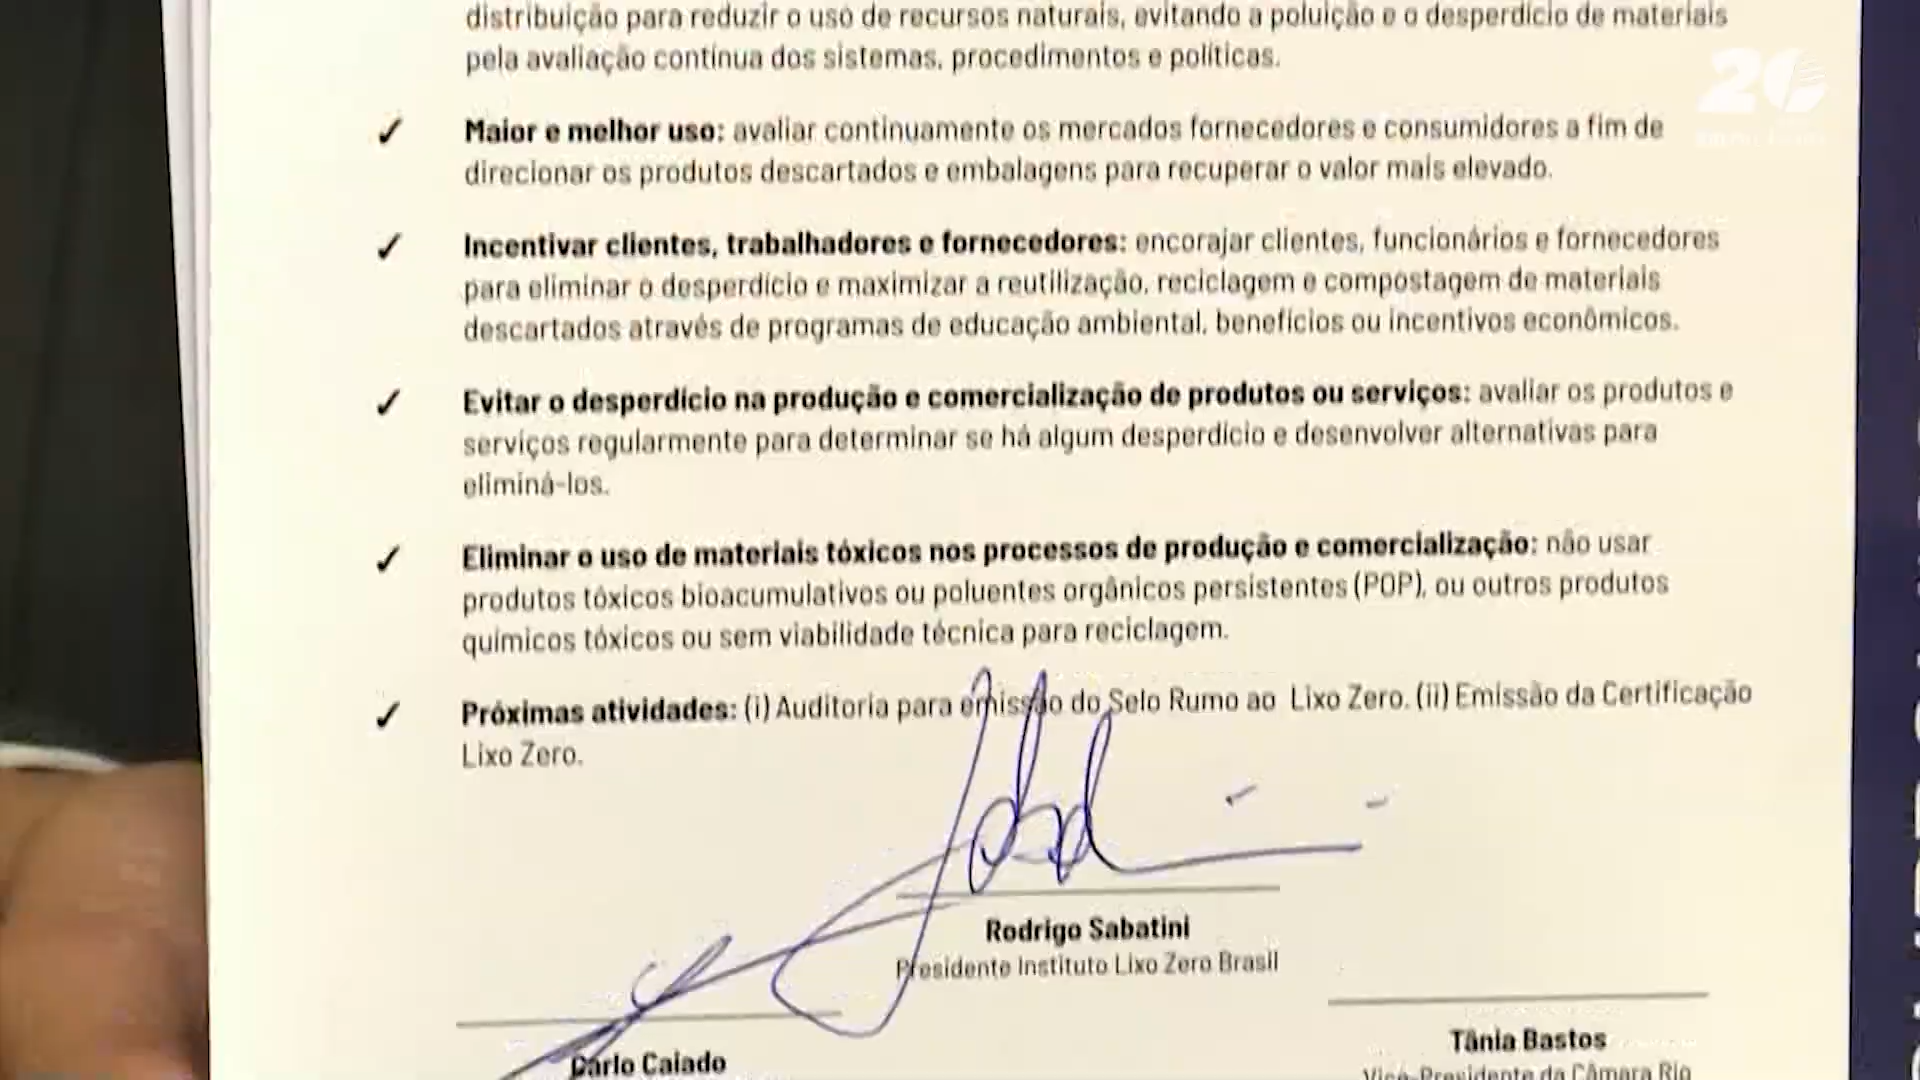 distribuição para reduzir o uso de recursos naturais, evitando a poluição e o desperdício de materiais
pela avaliação contínua dos sistemas, procedimentos e políticas.
20
✓ Maior e melhor uso: avaliar continuamente os mercados fornecedores e consumidores a fim de
direcionar os produtos descartados e embalagens para recuperar o valor mais elevado.
✓ Incentivar clientes, trabalhadores e fornecedores: encorajar clientes, funcionários e fornecedores
para eliminar o desperdício e maximizar a reutilização, reciclagem e compostagem de materiais
descartados através de programas de educação ambiental, benefícios ou incentivos econômicos.
✓ Evitar o desperdício na produção e comercialização de produtos ou serviços: avaliar os produtos e
serviços regularmente para determinar se há algum desperdício e desenvolver alternativas para
eliminá-los.
✓ Eliminar o uso de materiais tóxicos nos processos de produção e comercialização: não usar
produtos tóxicos bioacumulativos ou poluentes orgânicos persistentes (POP), ou outros produtos
químicos tóxicos ou sem viabilidade técnica para reciclagem.
✓ Próximas atividades: (i) Auditoria para emissão do Selo Rumo ao Lixo Zero. (ii) Emissão da Certificação
Lixo Zero.
Rodrigo Sabatini
Presidente Instituto Lixo Zero Brasil
Tânia Bastos
Carlo Caiado
Vice-Presidente da Câmara Rio